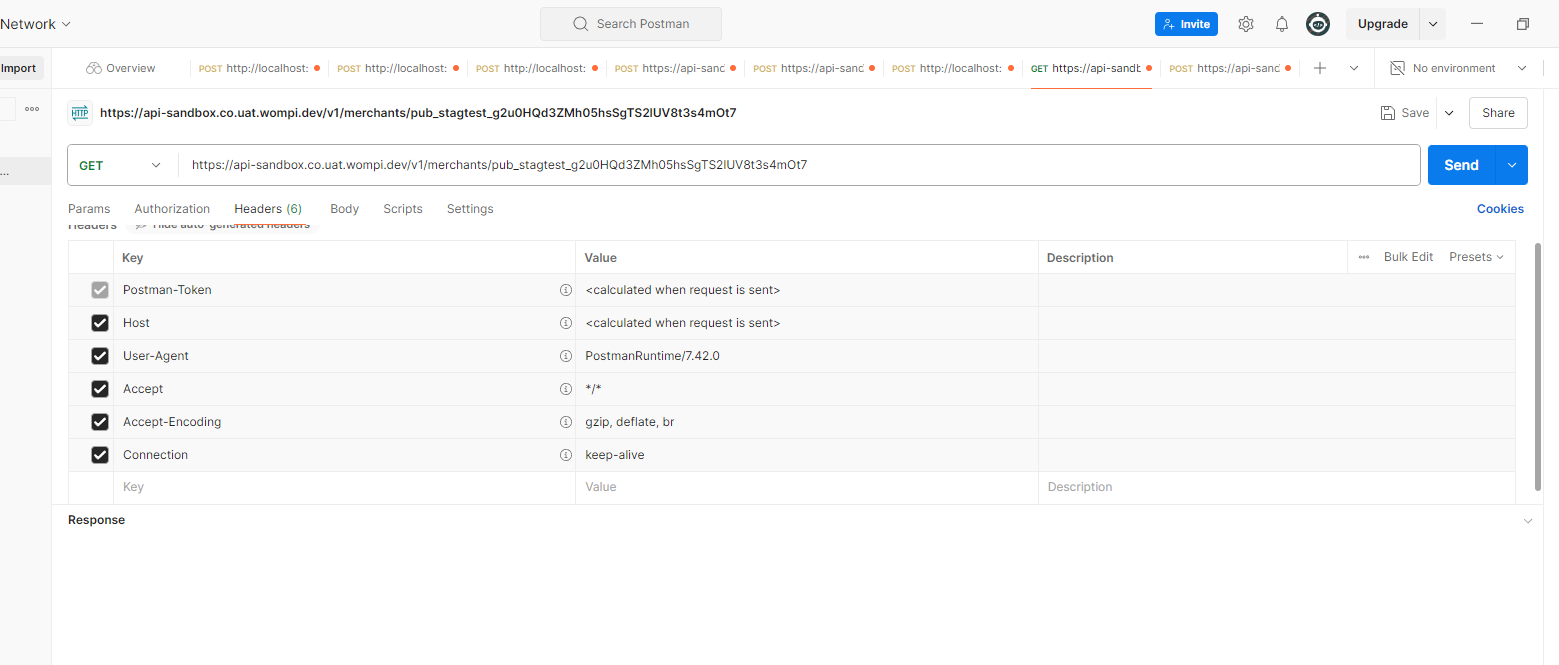 Network
Search Postman
Invite
Upgrade
Import
Overview
POST http://localhost:
POST http://localhost:
POST http://localhost:
POST https://api-sand
POST https://api-sand
POST http://localhost:
GET https://api-sandb
POST https://api-sand
No environment
HTTP
https://api-sandbox.co.uat.wompi.dev/v1/merchants/pub_stagtest_g2u0HQd3ZMh05hsSgTS2lUV8t3s4mOt7
Save
Share
GET
https://api-sandbox.co.uat.wompi.dev/v1/merchants/pub_stagtest_g2u0HQd3ZMh05hsSgTS2lUV8t3s4mOt7
Send
Params
Authorization
Headers (6)
Body
Scripts
Settings
Cookies
...
Headers
Hide auto-generated headers
Key
Value
Description
Bulk Edit
Presets
Postman-Token
<calculated when request is sent>
Host
<calculated when request is sent>
User-Agent
PostmanRuntime/7.42.0
Accept
*/*
Accept-Encoding
gzip, deflate, br
Connection
keep-alive
Key
Value
Description
Response